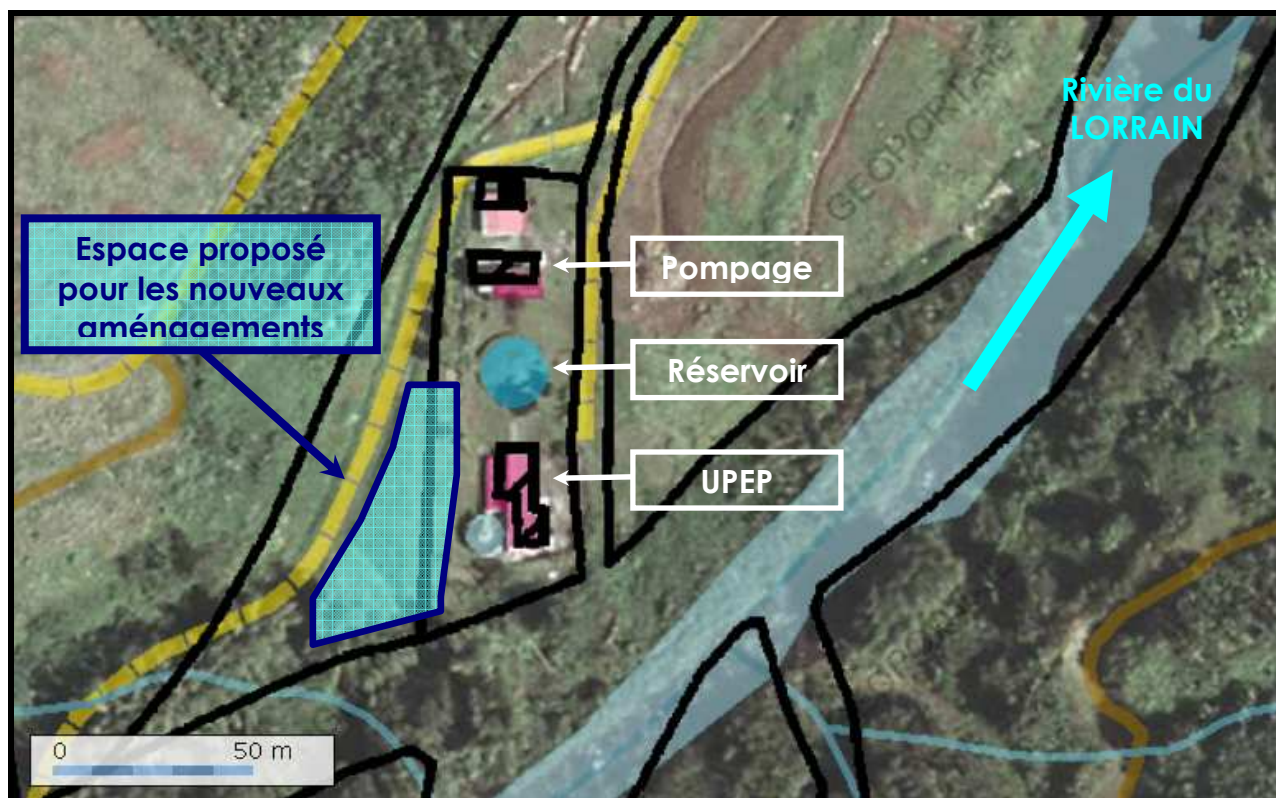 Rivière du
LORRAIN
GEOPORTAIL
Espace proposé
pour les nouveaux
aménagements
Pompage
Réservoir
UPEP
0 50 m